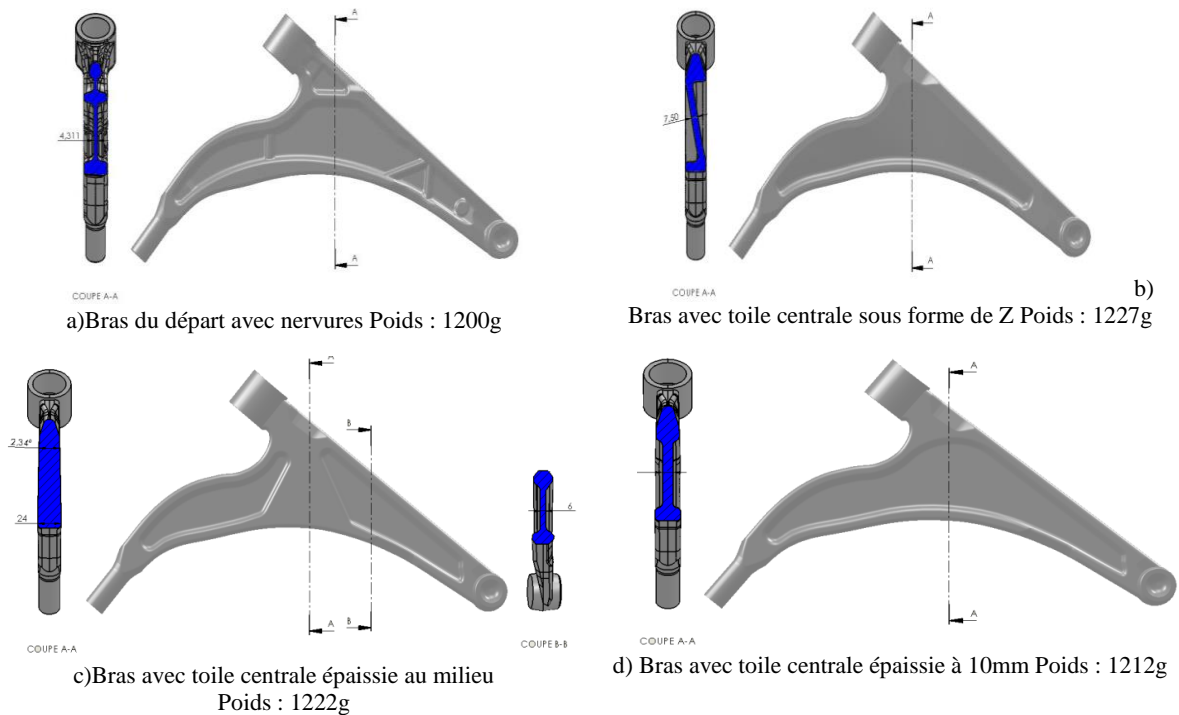 A
4,311
A
COUPE A-A
a)Bras du départ avec nervures Poids : 1200g
A
7,50
A
COUPE A-A
b)
Bras avec toile centrale sous forme de Z Poids : 1227g
A
B
2,34°
24
6
A
B
COUPE A-A
COUPE B-B
c)Bras avec toile centrale épaissie au milieu
Poids : 1222g
A
A
COUPE A-A
d) Bras avec toile centrale épaissie à 10mm Poids : 1212g